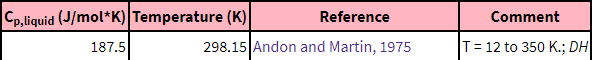 Cp,liquid (J/mol*K) Temperature (K) Reference Comment
187.5 298.15 Andon and Martin, 1975 T = 12 to 350 K.; DH